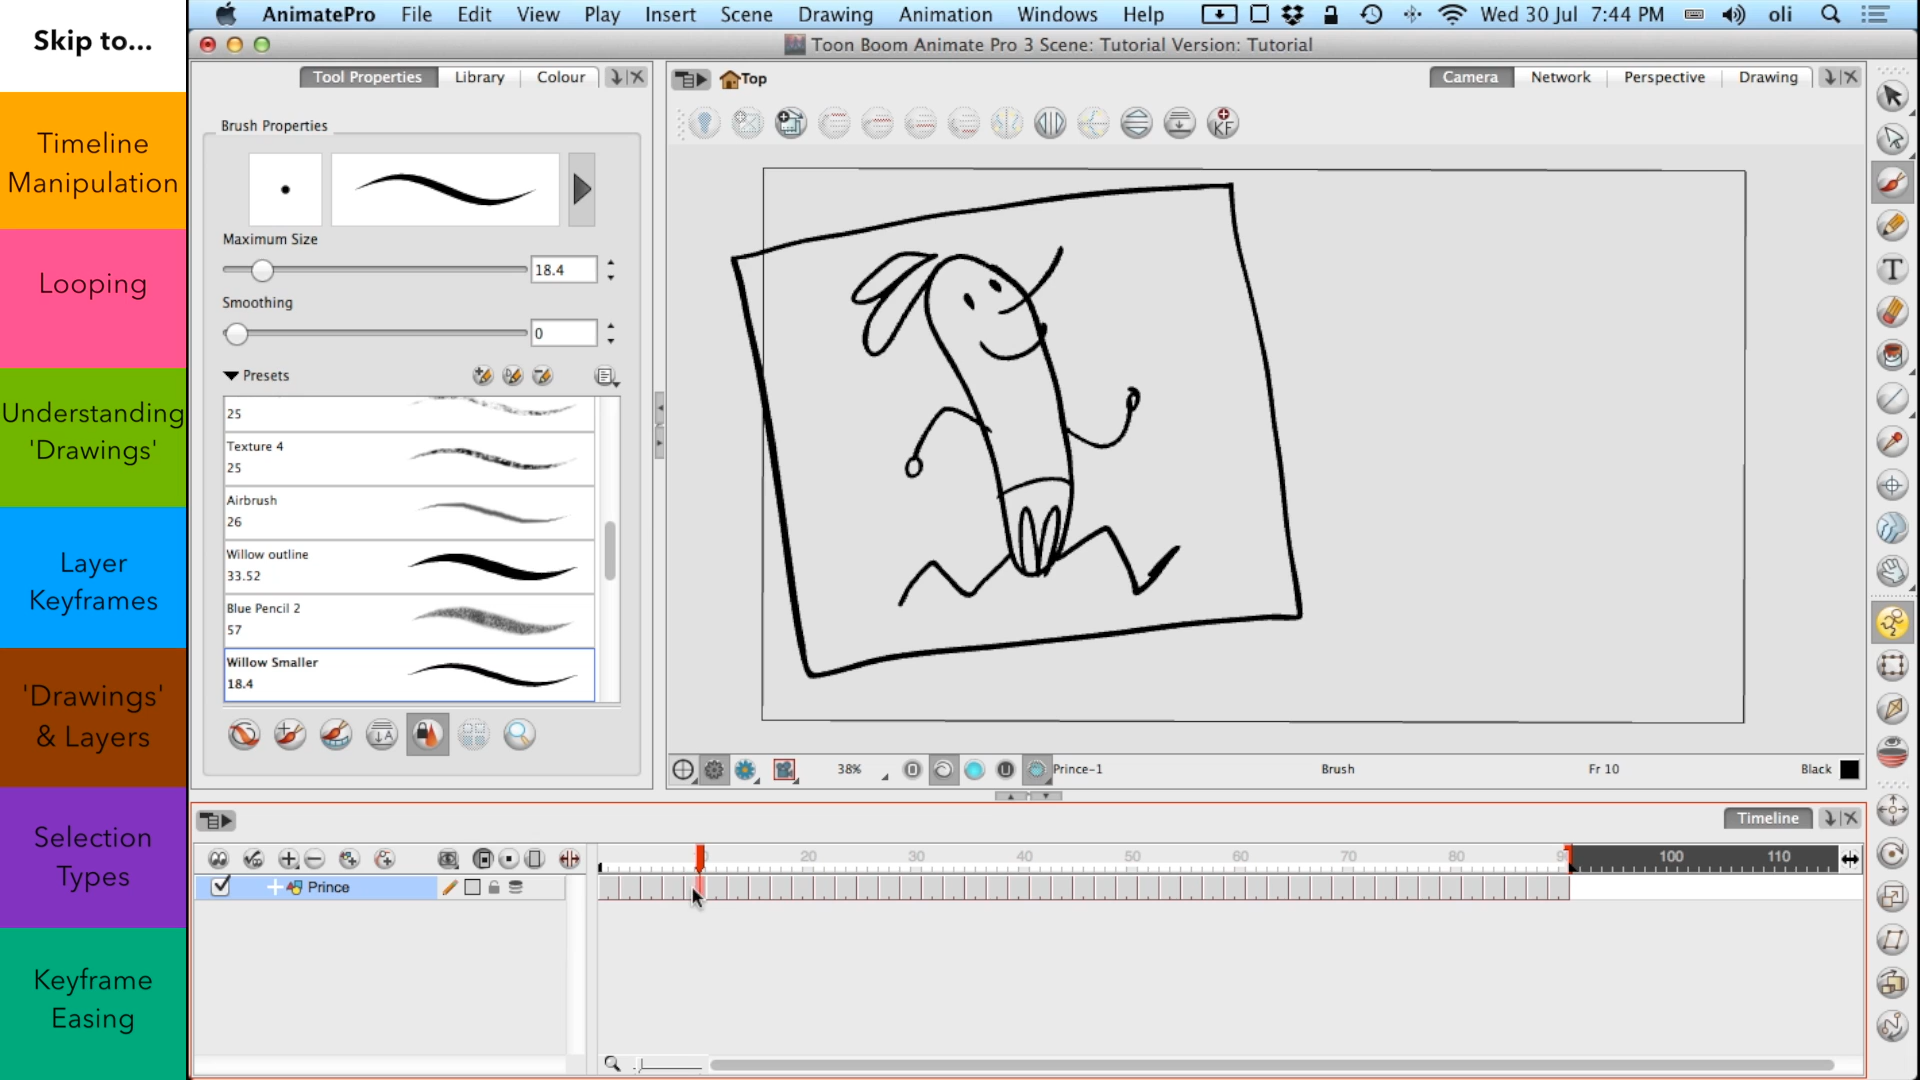 Skip to...
Timeline
Manipulation
Looping
Understanding
'Drawings'
Layer
Keyframes
'Drawings'
& Layers
Selection
Types
Keyframe
Easing
AnimatePro File Edit View Play Insert Scene Drawing Animation Windows Help Wed 30 Jul 7:44 PM oli
Toon Boom Animate Pro 3 Scene: Tutorial Version: Tutorial
Tool Properties Library Colour
Brush Properties
Maximum Size
18.4
Smoothing
0
Presets
25
Texture 4
25
Airbrush
26
Willow outline
33.52
Blue Pencil 2
57
Willow Smaller
18.4
Top Camera Network Perspective Drawing
KF
T
38% Prince-1 Brush Fr 10 Black
Timeline
20 30 40 50 60 70 80 100 110
Prince